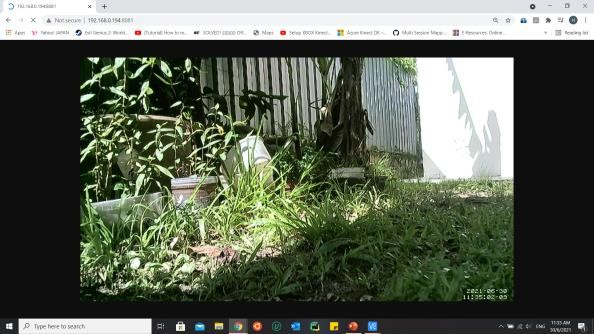 192.168.0.194:8081
Not secure | 192.168.0.194:8081
Apps
Yahoo! JAPAN
Evil Genius 2: World...
(Tutorial) How to re...
SOLVED!
Maps
Setup XBOX Kinect...
Azure Kinect DK –...
Multi Session Mapp...
E-Resources: Online...
Reading list
2021-06-30
11:35:02-03
Type here to search
ENG
11:35 AM
30/6/2021